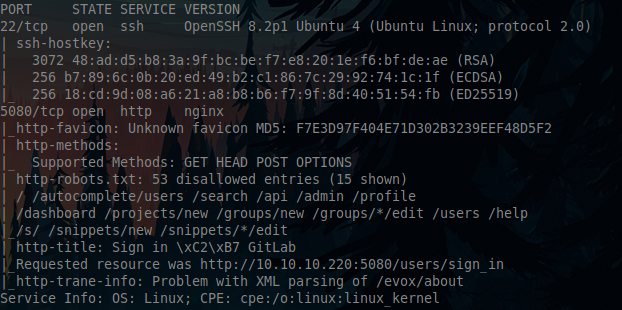 PORT     STATE SERVICE VERSION
22/tcp   open  ssh     OpenSSH 8.2p1 Ubuntu 4 (Ubuntu Linux; protocol 2.0)
| ssh-hostkey:
|   3072 48:ad:d5:b8:3a:9f:bc:be:f7:e8:20:1e:f6:bf:de:ae (RSA)
|   256 b7:89:6c:0b:20:ed:49:b2:c1:86:7c:29:92:74:1c:1f (ECDSA)
|_  256 18:cd:9d:08:a6:21:a8:b8:b6:f7:9f:8d:40:51:54:fb (ED25519)
5080/tcp open  http    nginx
|_http-favicon: Unknown favicon MD5: F7E3D97F404E71D302B3239EEF48D5F2
| http-methods:
|_  Supported Methods: GET HEAD POST OPTIONS
| http-robots.txt: 53 disallowed entries (15 shown)
| / /autocomplete/users /search /api /admin /profile
| /dashboard /projects/new /groups/new /groups/*/edit /users /help
|_/s/ /snippets/new /snippets/*/edit
| http-title: Sign in \xC2\xB7 GitLab
|_Requested resource was http://10.10.10.220:5080/users/sign_in
|_http-trane-info: Problem with XML parsing of /evox/about
Service Info: OS: Linux; CPE: cpe:/o:linux:linux_kernel